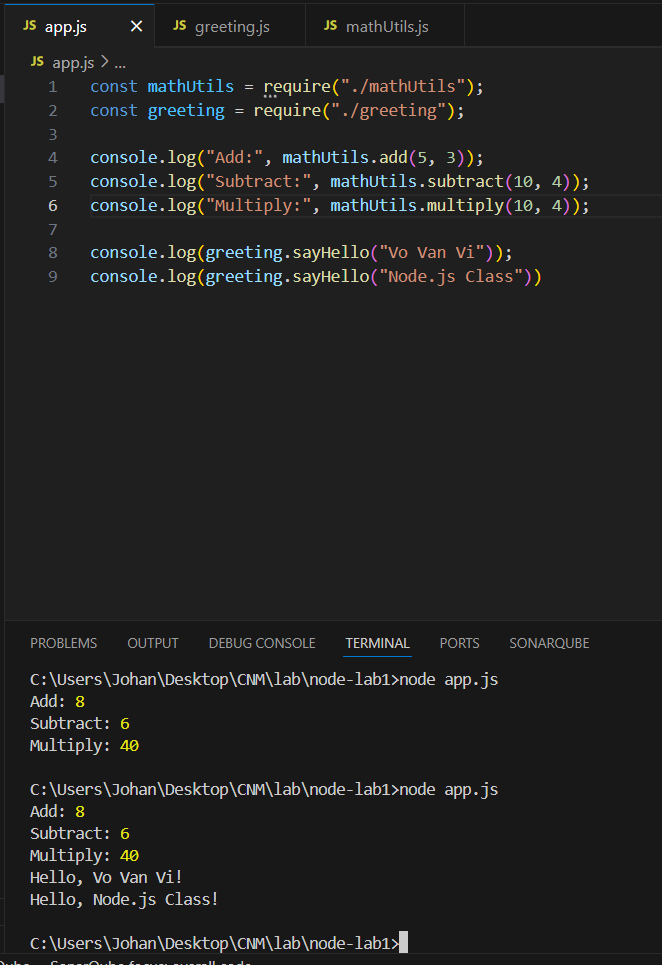 JS app.js × JS greeting.js JS mathUtils.js
JS app.js > ...
1 const mathUtils = require("./mathUtils");
2 const greeting = require("./greeting");
3
4 console.log("Add:", mathUtils.add(5, 3));
5 console.log("Subtract:", mathUtils.subtract(10, 4));
6 console.log("Multiply:", mathUtils.multiply(10, 4));
7
8 console.log(greeting.sayHello("Vo Van Vi"));
9 console.log(greeting.sayHello("Node.js Class"))
PROBLEMS OUTPUT DEBUG CONSOLE TERMINAL PORTS SONARQUBE
C:\Users\Johan\Desktop\CNM\lab\node-lab1>node app.js
Add: 8
Subtract: 6
Multiply: 40
C:\Users\Johan\Desktop\CNM\lab\node-lab1>node app.js
Add: 8
Subtract: 6
Multiply: 40
Hello, Vo Van Vi!
Hello, Node.js Class!
C:\Users\Johan\Desktop\CNM\lab\node-lab1>
SonarQube focus: overall code